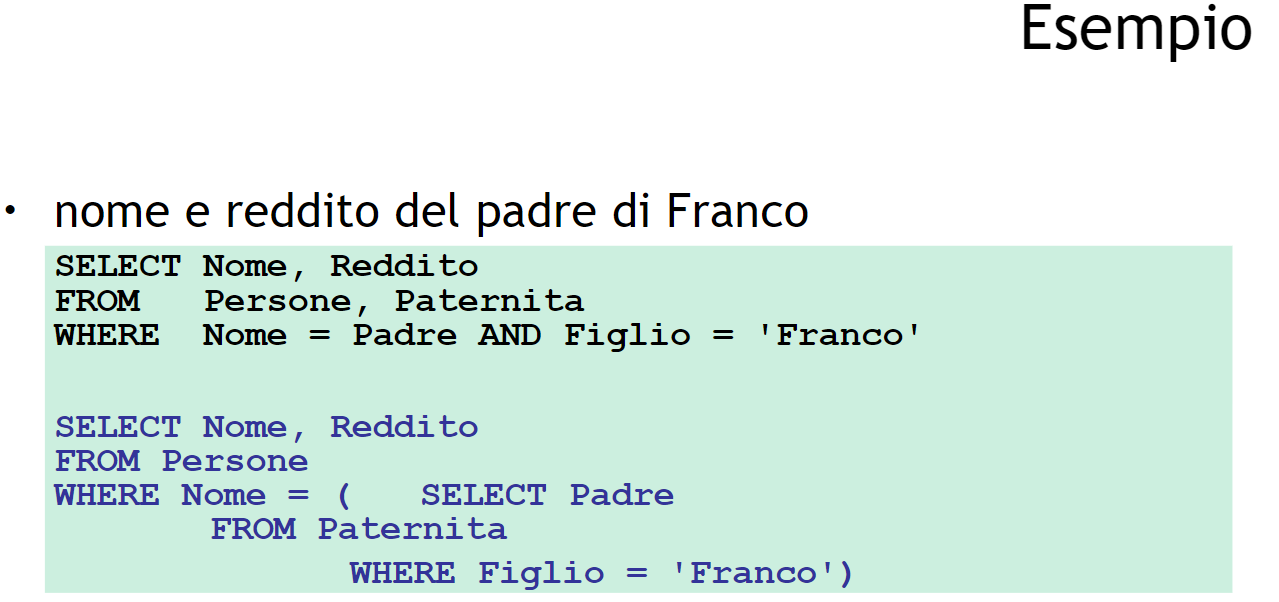 Esempio
• nome e reddito del padre di Franco
SELECT Nome, Reddito
FROM   Persone, Paternita
WHERE  Nome = Padre AND Figlio = 'Franco'
SELECT Nome, Reddito
FROM Persone
WHERE Nome = (   SELECT Padre
FROM Paternita
WHERE Figlio = 'Franco')